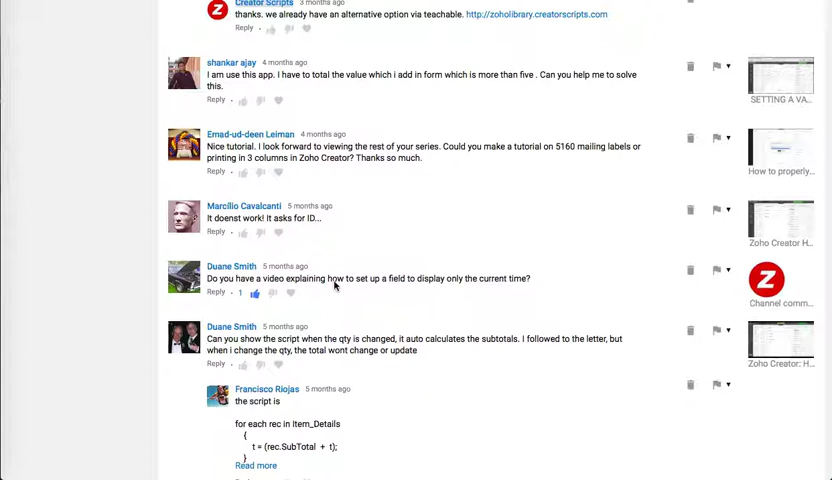 Creator Scripts 3 months ago
thanks. we already have an alternative option via teachable. http://zoholibrary.creatorscripts.com
Reply •
shankar ajay 4 months ago
I am use this app. I have to total the value which i add in form which is more than five . Can you help me to solve
this.
Reply •
SETTING A VA...
Emad-ud-deen Leiman 4 months ago
Nice tutorial. I look forward to viewing the rest of your series. Could you make a tutorial on 5160 mailing labels or
printing in 3 columns in Zoho Creator? Thanks so much.
Reply •
How to properly...
Marcílio Cavalcanti 5 months ago
It doenst work! It asks for ID...
Reply •
Zoho Creator H...
Duane Smith 5 months ago
Do you have a video explaining how to set up a field to display only the current time?
Reply • 1
Channel comm...
Duane Smith 5 months ago
Can you show the script when the qty is changed, it auto calculates the subtotals. I followed to the letter, but
when i change the qty, the total wont change or update
Reply •
Zoho Creator: H...
Francisco Riojas 5 months ago
the script is
for each rec in Item_Details
{
t = (rec.SubTotal + t);
}
Read more